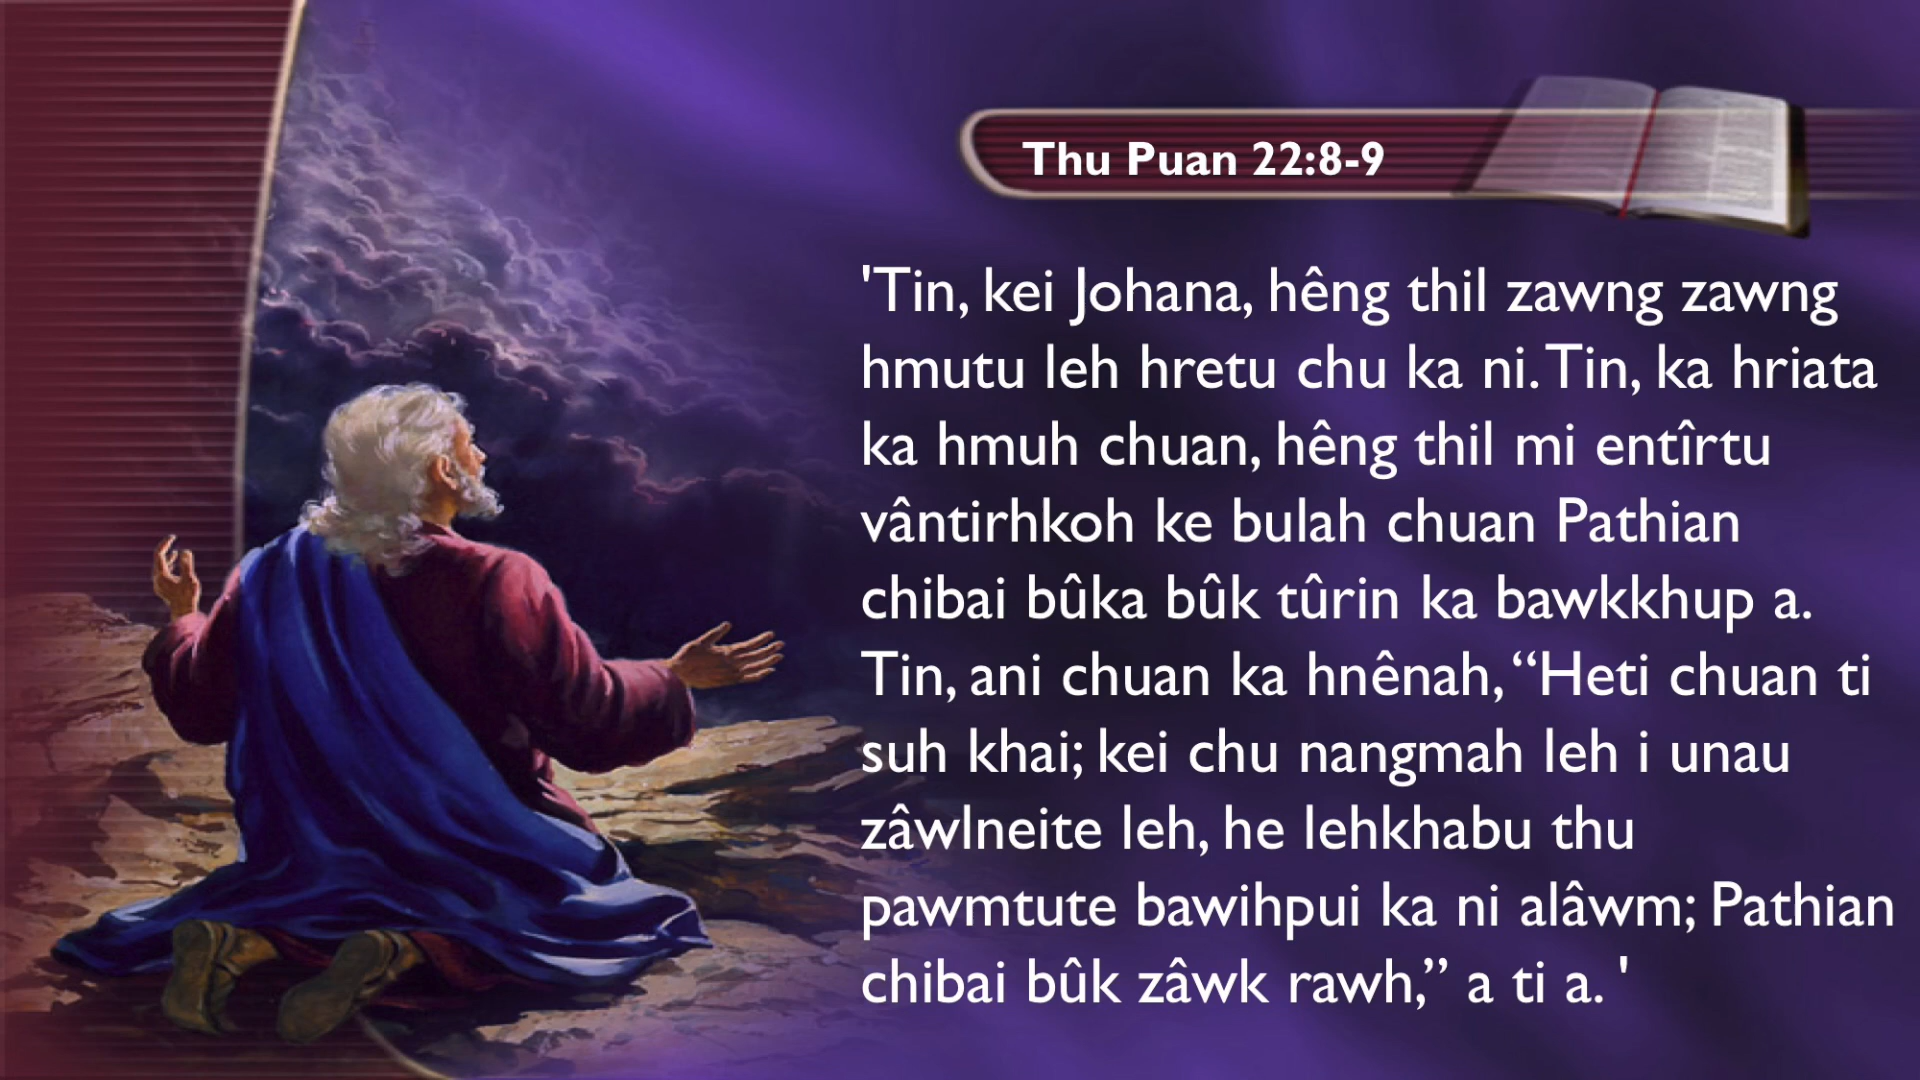 Thu Puan 22:8-9
'Tin, kei Johana, hêng thil zawng zawng
hmutu leh hretu chu ka ni. Tin, ka hriata
ka hmuh chuan, hêng thil mi entîrtu
vântirhkoh ke bulah chuan Pathian
chibai bûka bûk tûrin ka bawkkhup a.
Tin, ani chuan ka hnênah, “Heti chuan ti
suh khai; kei chu nangmah leh i unau
zâwlneite leh, he lehkhabu thu
pawmtute bawihpui ka ni alâwm; Pathian
chibai bûk zâwk rawh,” a ti a. '